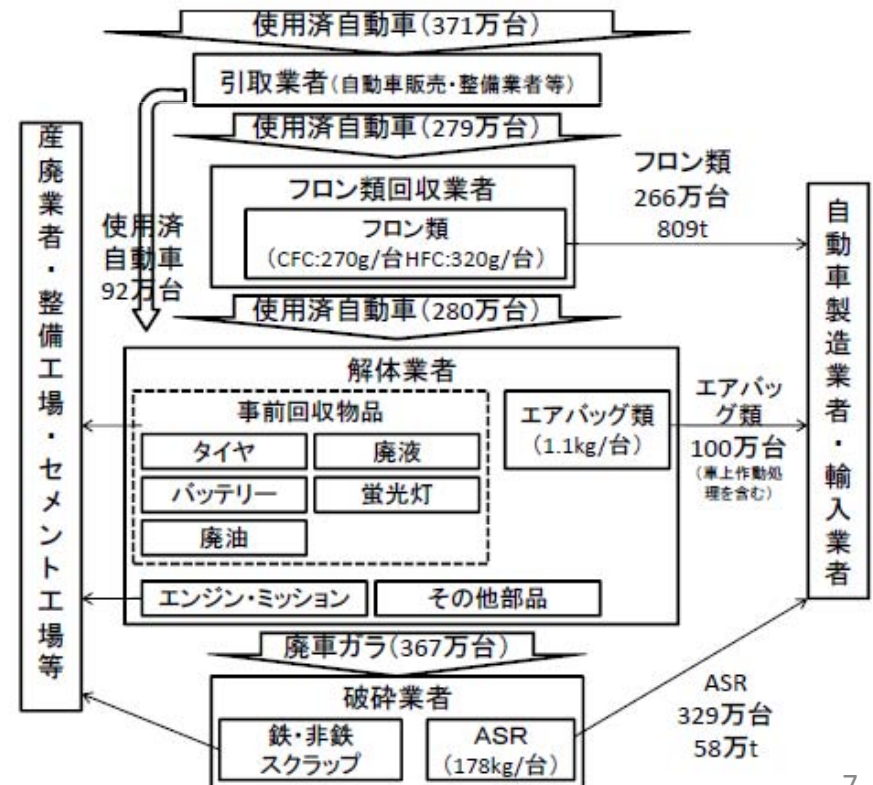 使用済自動車(371万台)
引取業者(自動車販売・整備業者等)
使用済自動車(279万台)
フロン類回収業者
フロン類
(CFC:270g/台HFC:320g/台)
フロン類
266万台
809t
使用済
自動車
92万台
使用済自動車(280万台)
産廃業者・整備工場・セメント工場等
自動車製造業者・輸入業者
解体業者
事前回収物品
タイヤ
廃液
バッテリー
蛍光灯
廃油
エアバッグ類
(1.1kg/台)
エアバッ
グ類
100万台
(車上作動処
理を含む)
エンジン・ミッション
その他部品
廃車ガラ(367万台)
破砕業者
鉄・非鉄
スクラップ
ASR
(178kg/台)
ASR
329万台
58万t
7